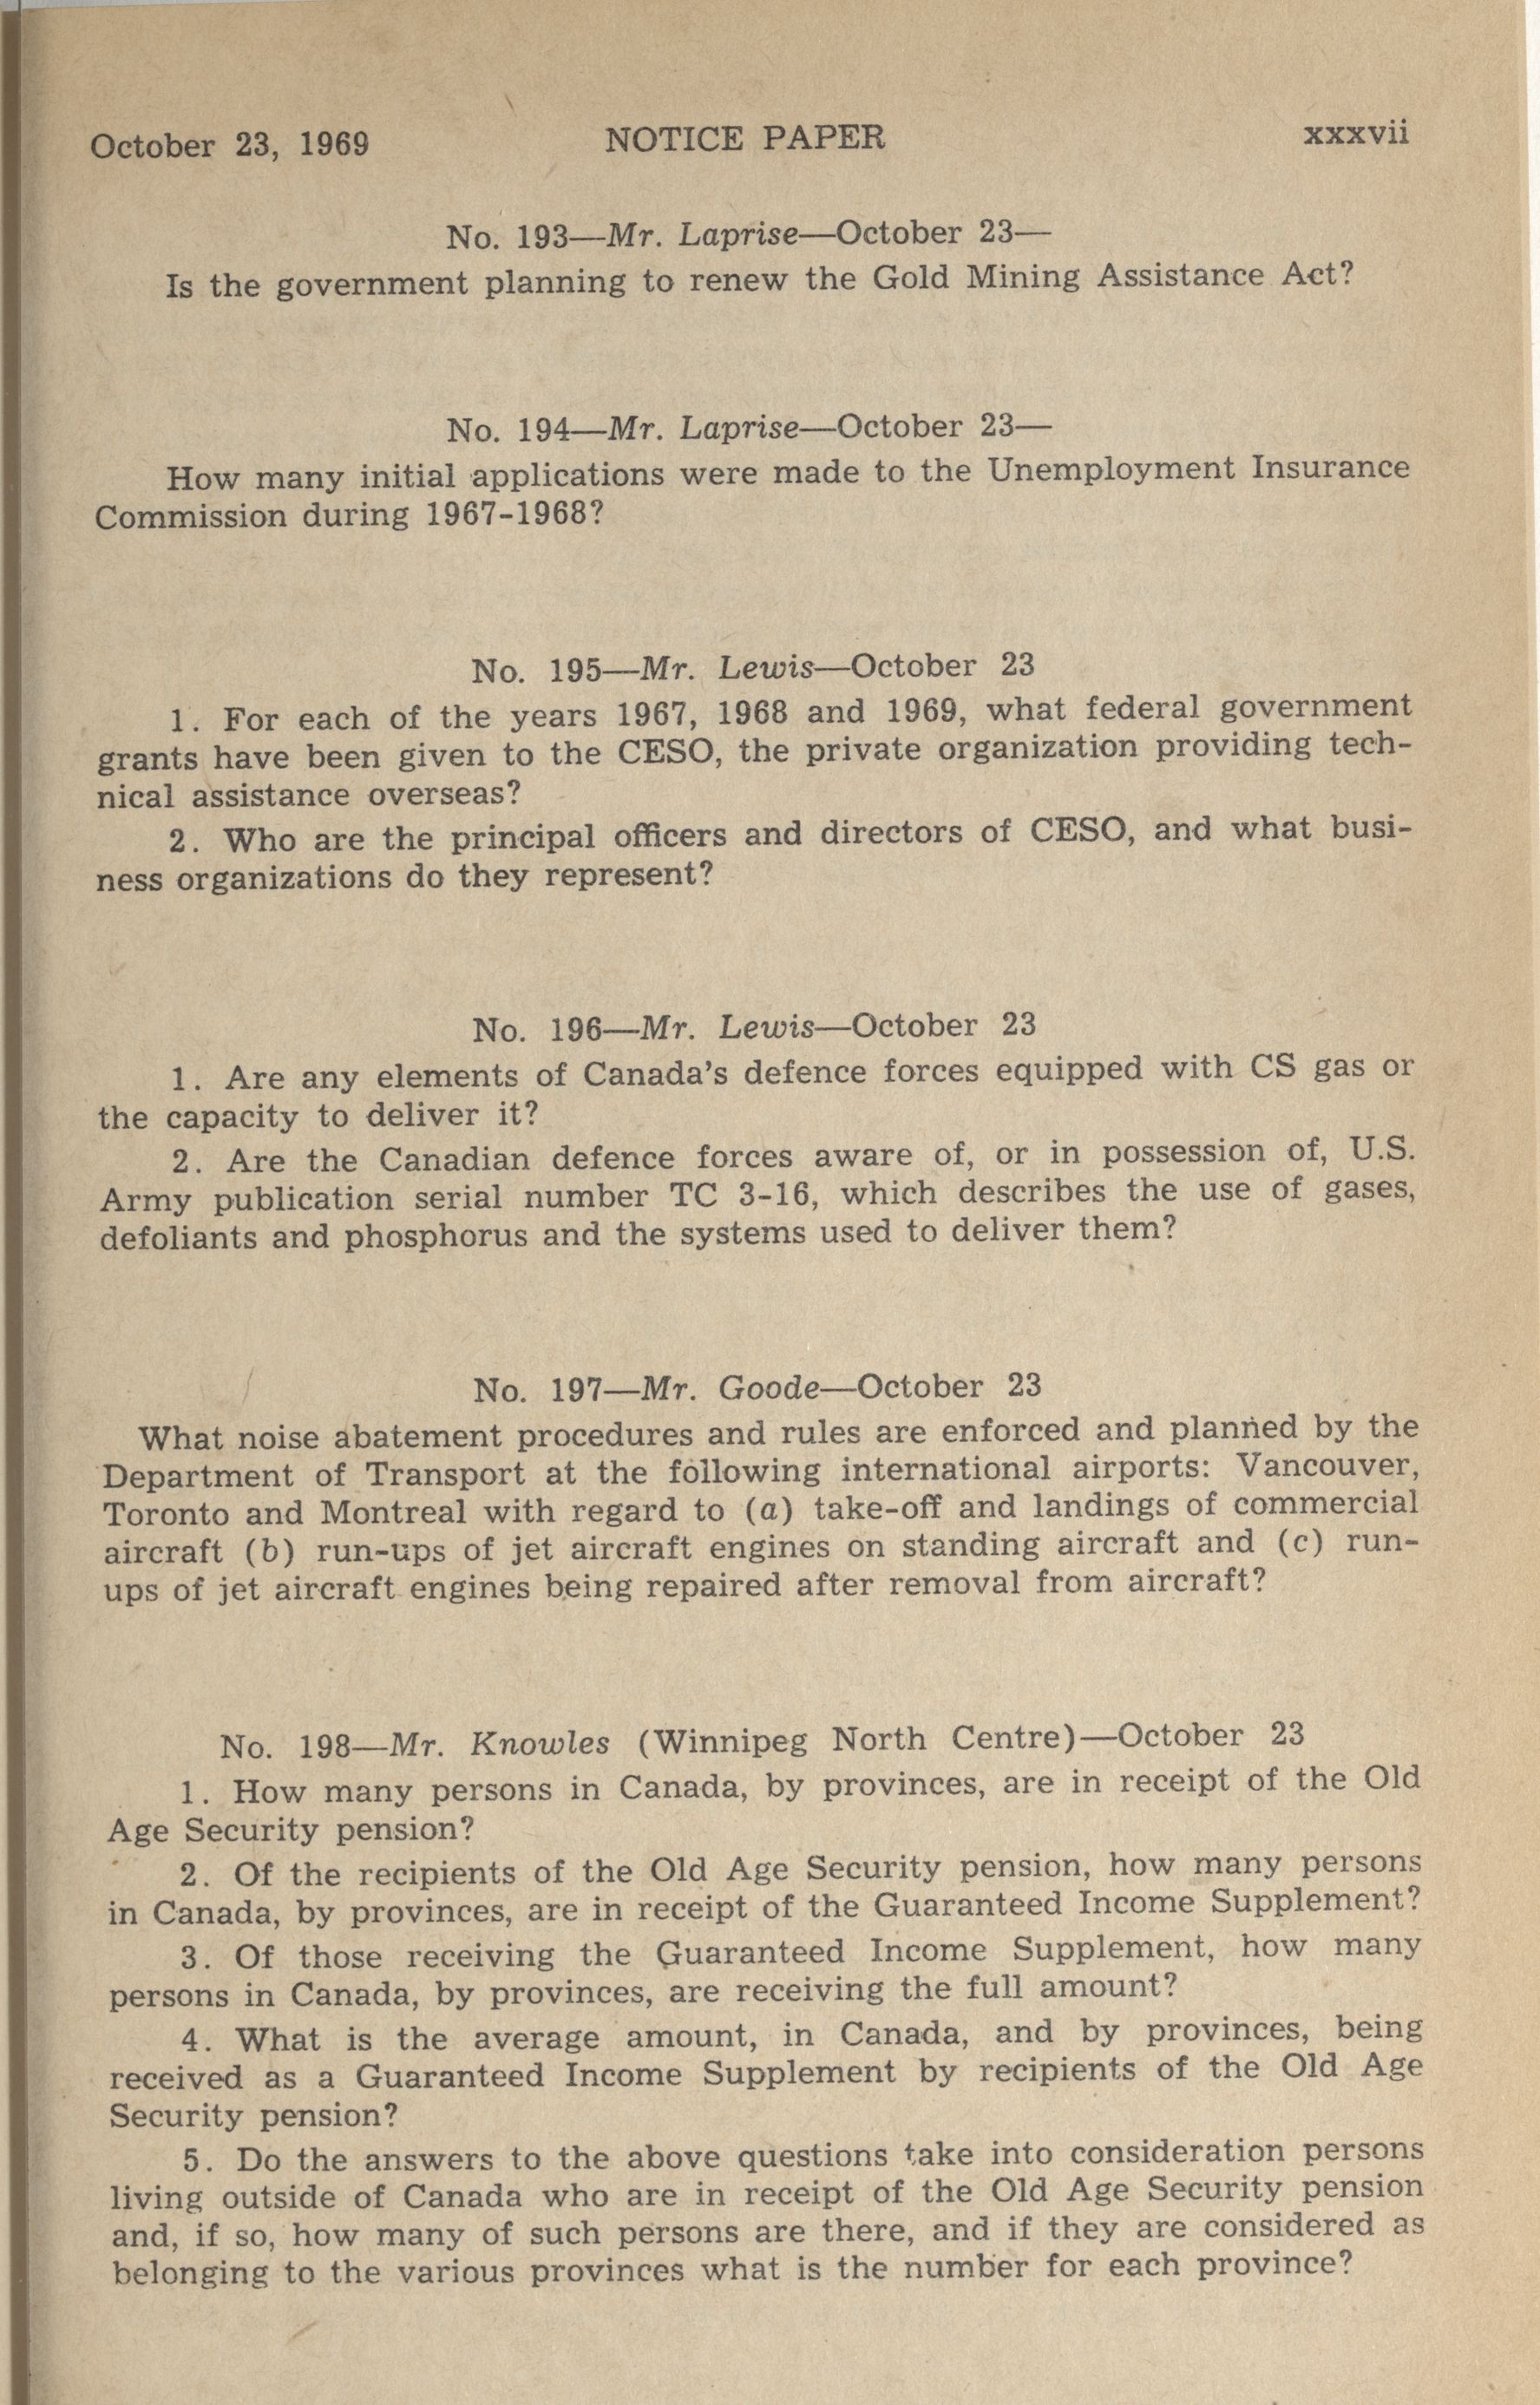 October 23, 1969 NOTICE PAPER xxxvii
No. 193—Mr. Laprise—October 23—
Is the government planning to renew the Gold Mining Assistance Act?
No. 194—Mr. Laprise—October 23—
How many initial applications were made to the Unemployment Insurance
Commission during 1967-1968?
No. 195—Mr. Lewis—October 23
1. For each of the years 1967, 1968 and 1969, what federal government
grants have been given to the CESO, the private organization providing tech-
nical assistance overseas?
2. Who are the principal officers and directors of CESO, and what busi-
ness organizations do they represent?
No. 196—Mr. Lewis—October 23
1. Are any elements of Canada's defence forces equipped with CS gas or
the capacity to deliver it?
2. Are the Canadian defence forces aware of, or in possession of, U.S.
Army publication serial number TC 3-16, which describes the use of gases,
defoliants and phosphorus and the systems used to deliver them?
No. 197—Mr. Goode—October 23
What noise abatement procedures and rules are enforced and planned by the
Department of Transport at the following international airports: Vancouver,
Toronto and Montreal with regard to (a) take-off and landings of commercial
aircraft (b) run-ups of jet aircraft engines on standing aircraft and (c) run-
ups of jet aircraft engines being repaired after removal from aircraft?
No. 198—Mr. Knowles (Winnipeg North Centre)—October 23
1. How many persons in Canada, by provinces, are in receipt of the Old
Age Security pension?
2. Of the recipients of the Old Age Security pension, how many persons
in Canada, by provinces, are in receipt of the Guaranteed Income Supplement?
3. Of those receiving the Guaranteed Income Supplement, how many
persons in Canada, by provinces, are receiving the full amount?
4. What is the average amount, in Canada, and by provinces, being
received as a Guaranteed Income Supplement by recipients of the Old Age
Security pension?
5. Do the answers to the above questions take into consideration persons
living outside of Canada who are in receipt of the Old Age Security pension
and, if so, how many of such persons are there, and if they are considered as
belonging to the various provinces what is the number for each province?